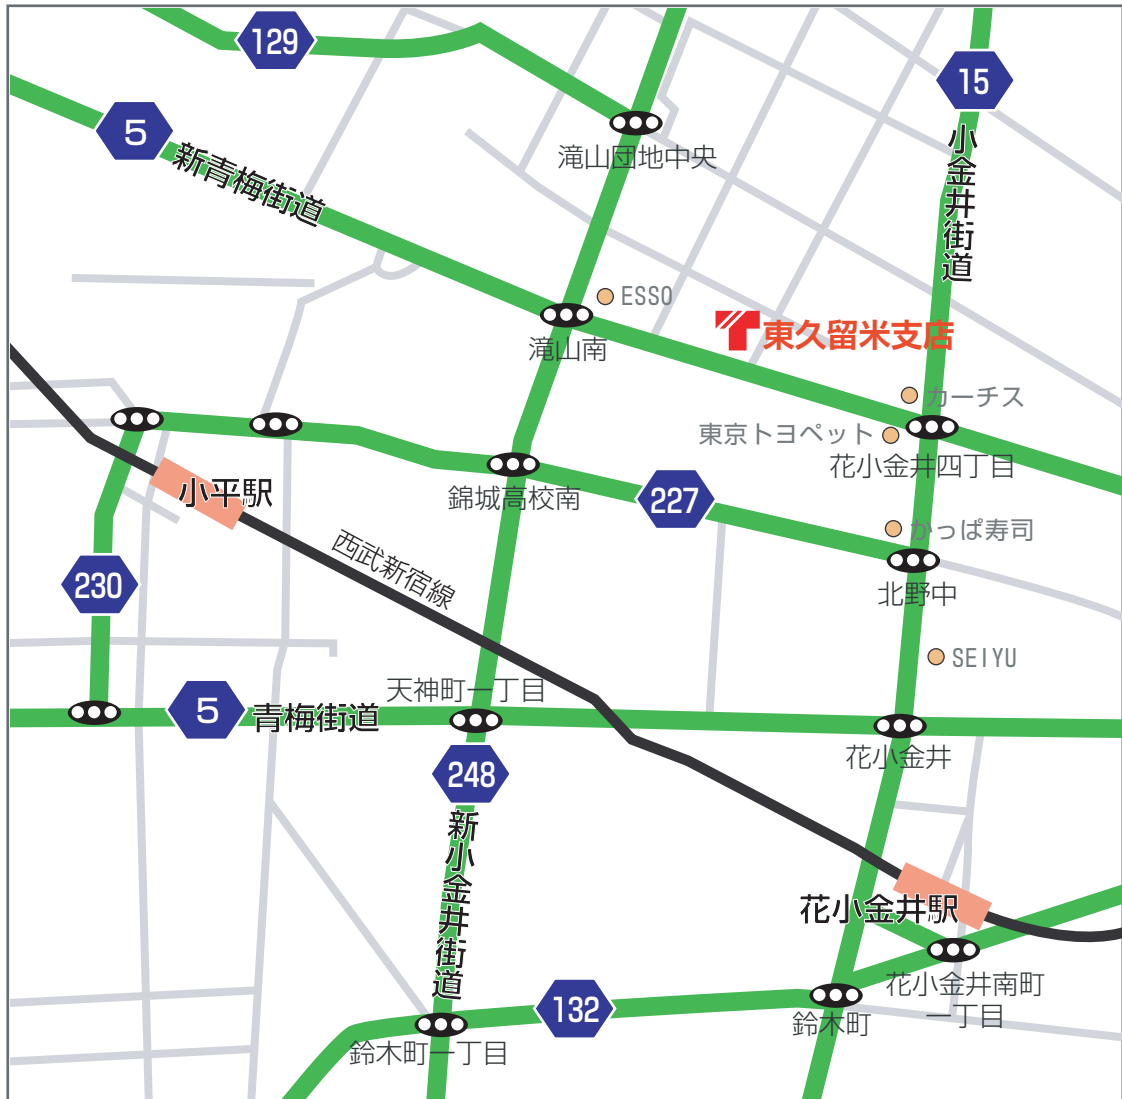 129
15
5
新青梅街道
滝山団地中央
小金井街道
ESSO
滝山南
東久留米支店
カーチス
東京トヨペット
花小金井四丁目
小平駅
錦城高校南
227
かっぱ寿司
西武新宿線
230
北野中
SEIYU
天神町一丁目
5
青梅街道
花小金井
248
新小金井街道
花小金井駅
花小金井南町
一丁目
132
鈴木町
鈴木町一丁目